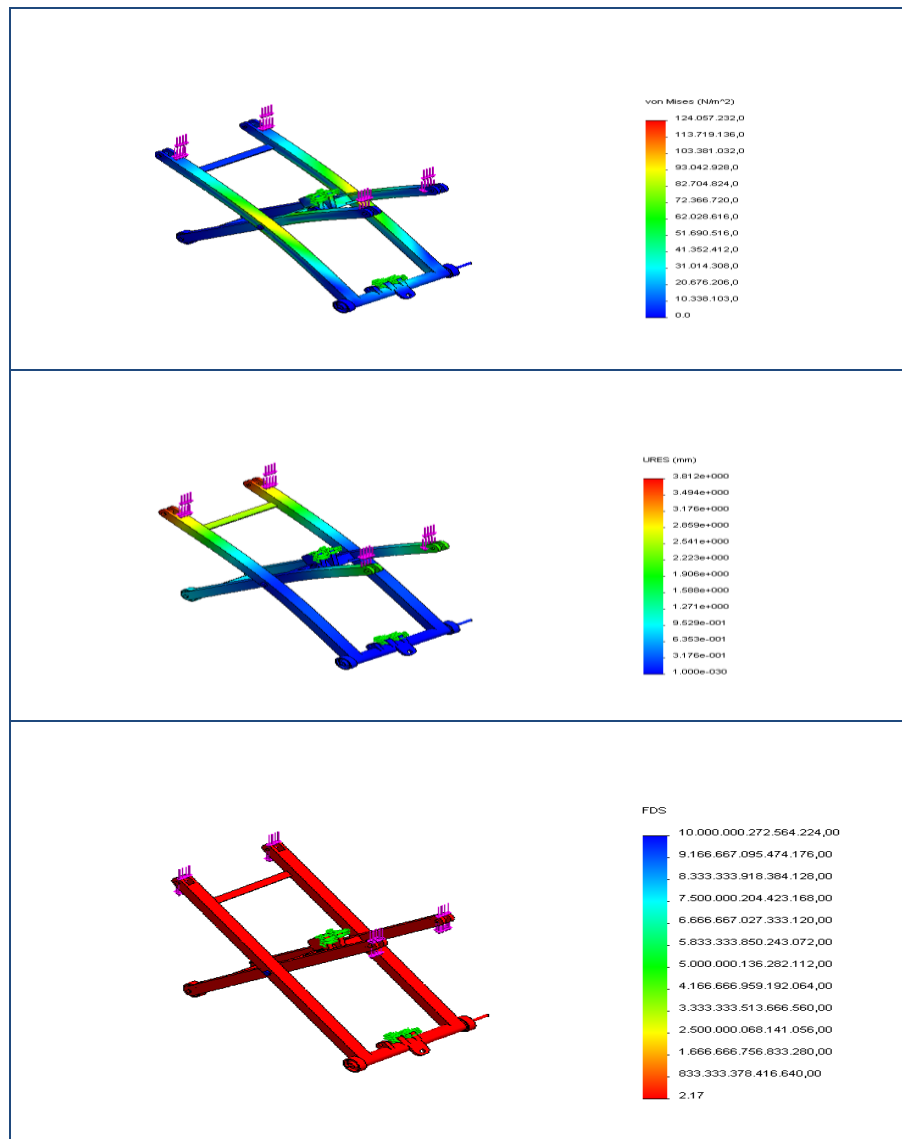 von Mises (N/m^2)
124.057.232,0
113.719.136,0
103.381.032,0
93.042.928,0
82.704.824,0
72.366.720,0
62.028.616,0
51.690.516,0
41.352.412,0
31.014.308,0
20.676.206,0
10.338.103,0
0.0
URES (mm)
3.812e+000
3.494e+000
3.176e+000
2.859e+000
2.541e+000
2.223e+000
1.906e+000
1.588e+000
1.271e+000
9.529e-001
6.353e-001
3.176e-001
1.000e-030
FDS
10.000.000.272.564.224,00
9.166.667.095.474.176,00
8.333.333.918.384.128,00
7.500.000.204.423.168,00
6.666.667.027.333.120,00
5.833.333.850.243.072,00
5.000.000.136.282.112,00
4.166.666.959.192.064,00
3.333.333.513.666.560,00
2.500.000.068.141.056,00
1.666.666.756.833.280,00
833.333.378.416.640,00
2.17